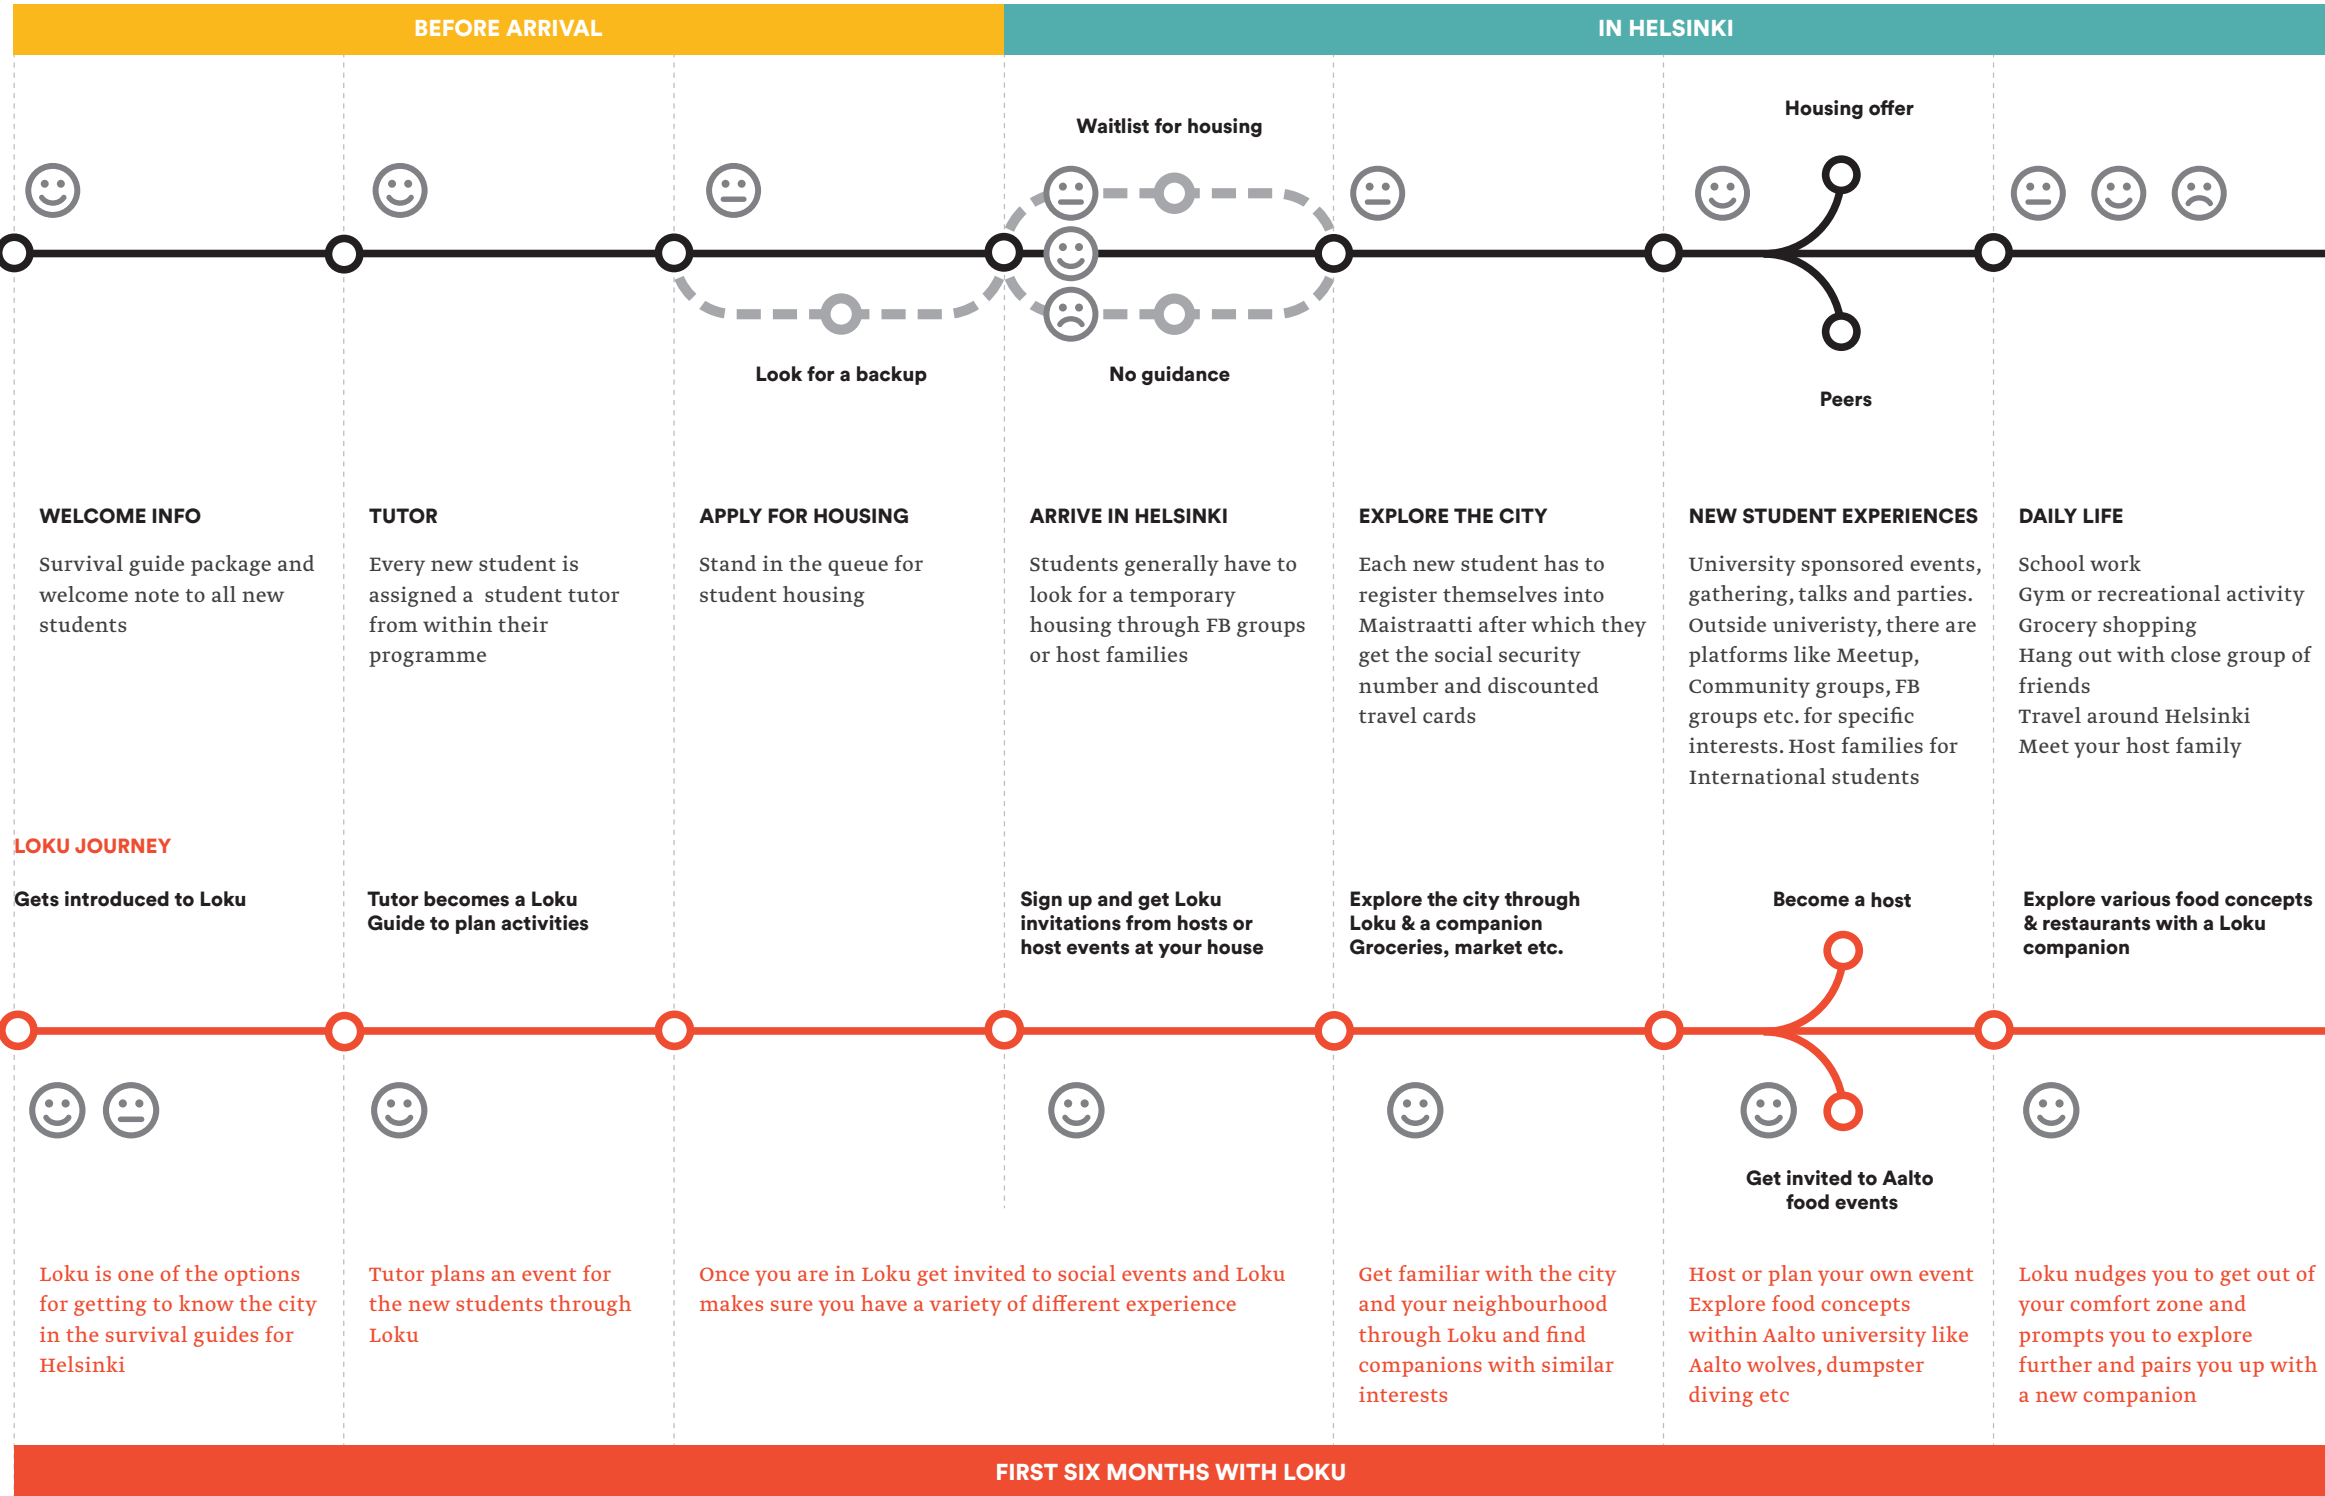 BEFORE ARRIVAL
IN HELSINKI
Housing offer
Waitlist for housing
Look for a backup
No guidance
Peers
WELCOME INFO
Survival guide package and
welcome note to all new
students
TUTOR
Every new student is
assigned a student tutor
from within their
programme
APPLY FOR HOUSING
Stand in the queue for
student housing
ARRIVE IN HELSINKI
Students generally have to
look for a temporary
housing through FB groups
or host families
EXPLORE THE CITY
Each new student has to
register themselves into
Maistraatti after which they
get the social security
number and discounted
travel cards
NEW STUDENT EXPERIENCES
University sponsored events,
gathering, talks and parties.
Outside univeristy, there are
platforms like Meetup,
Community groups, FB
groups etc. for specific
interests. Host families for
International students
DAILY LIFE
School work
Gym or recreational activity
Grocery shopping
Hang out with close group of
friends
Travel around Helsinki
Meet your host family
LOKU JOURNEY
Gets introduced to Loku
Tutor becomes a Loku
Guide to plan activities
Sign up and get Loku
invitations from hosts or
host events at your house
Explore the city through
Loku & a companion
Groceries, market etc.
Become a host
Explore various food concepts
& restaurants with a Loku
companion
Get invited to Aalto
food events
Loku is one of the options
for getting to know the city
in the survival guides for
Helsinki
Tutor plans an event for
the new students through
Loku
Once you are in Loku get invited to social events and Loku
makes sure you have a variety of different experience
Get familiar with the city
and your neighbourhood
through Loku and find
companions with similar
interests
Host or plan your own event
Explore food concepts
within Aalto university like
Aalto wolves, dumpster
diving etc
Loku nudges you to get out of
your comfort zone and
prompts you to explore
further and pairs you up with
a new companion
FIRST SIX MONTHS WITH LOKU